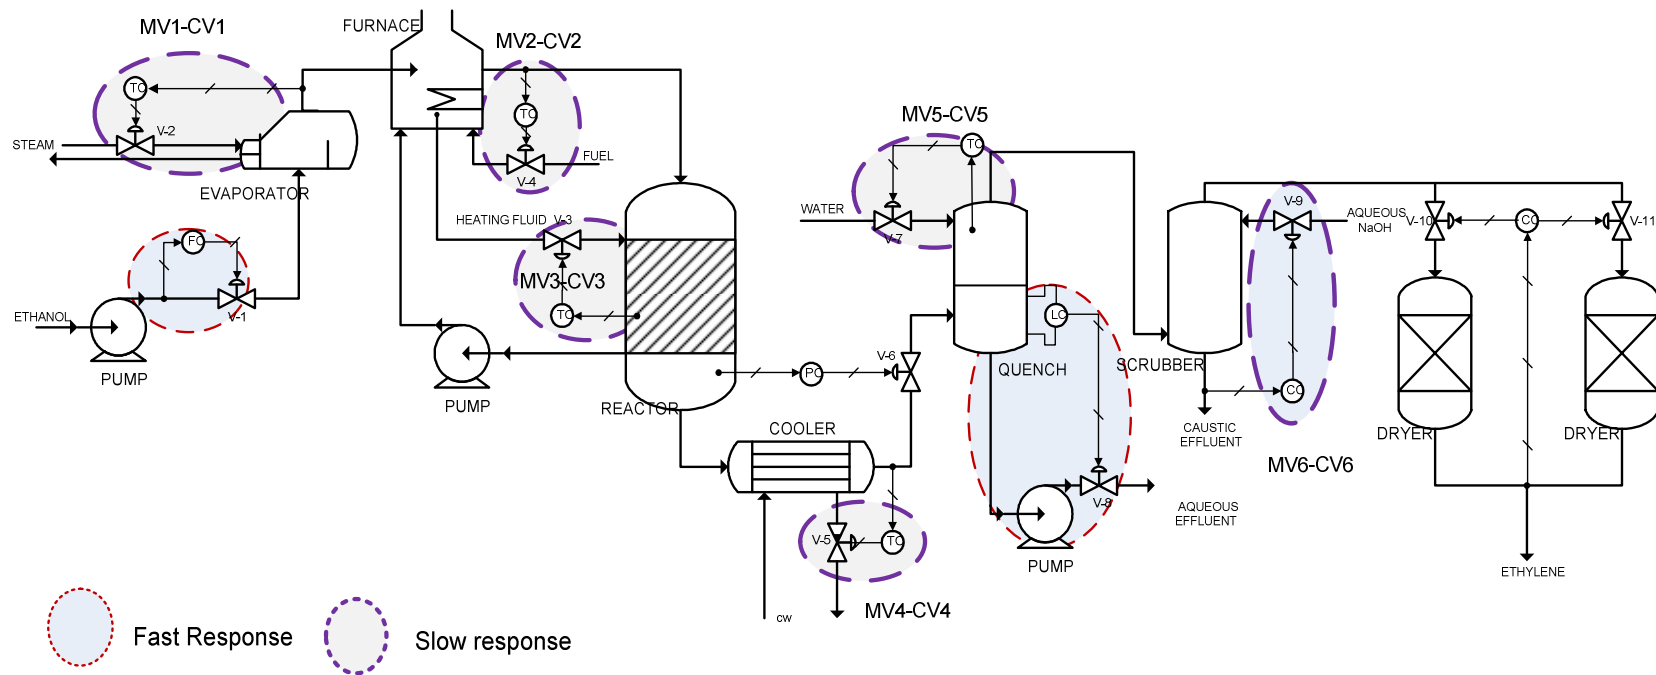 MV1-CV1
FURNACE
MV2-CV2
TC
V-2
STEAM
EVAPORATOR
TC
V-4
FUEL
MV5-CV5
TC
WATER
V-7
HEATING FLUID V-3
MV3-CV3
TC
FC
V-1
ETHANOL
PUMP
PUMP
REACTOR
PC
V-6
COOLER
V-5
TC
MV4-CV4
cw
LC
QUENCH
V-8
PUMP
AQUEOUS
EFFLUENT
SCRUBBER
CAUSTIC
EFFLUENT
V-9
AQUEOUS
NaOH
CC
MV6-CV6
V-10
CC
V-11
DRYER
DRYER
ETHYLENE
Fast Response
Slow response